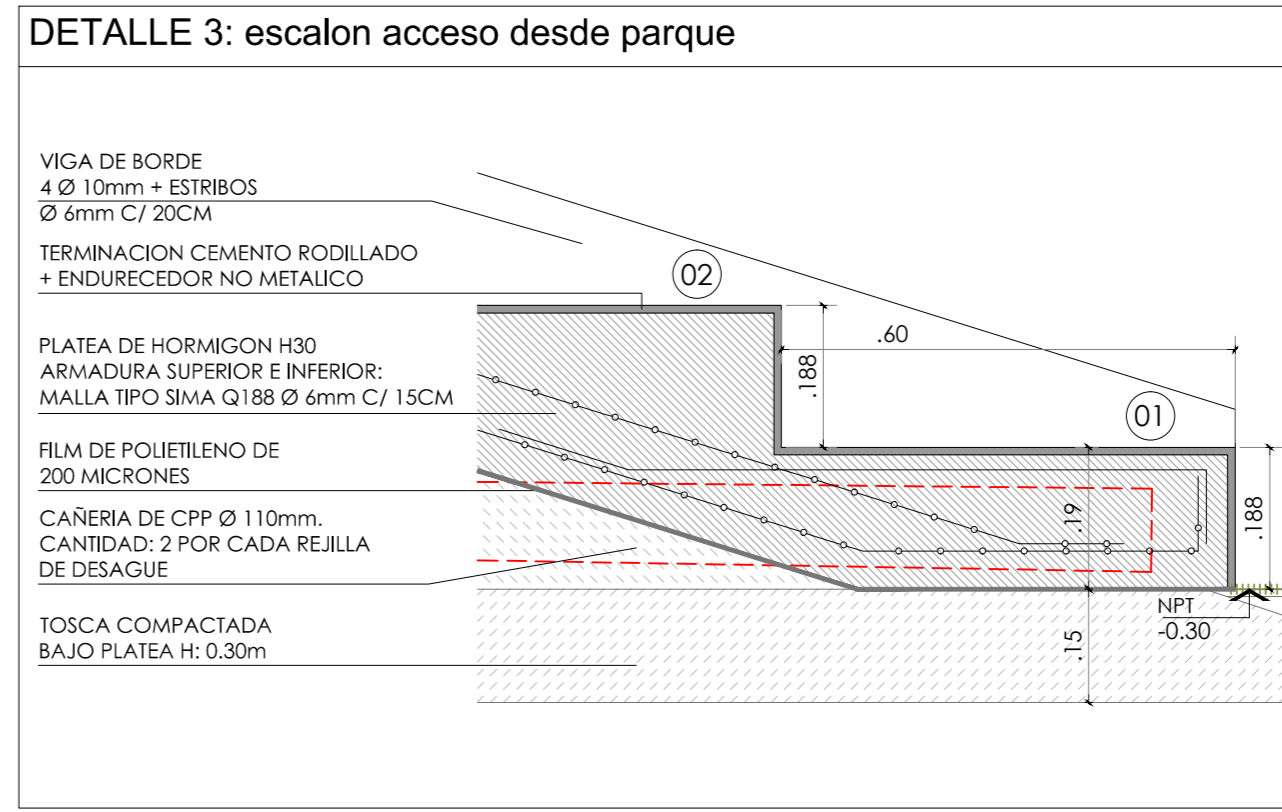 DETALLE 3: escalon acceso desde parque
VIGA DE BORDE
4 Ø 10mm + ESTRIBOS
Ø 6mm C/ 20CM
TERMINACION CEMENTO RODILLADO
+ ENDURECEDOR NO METALICO
PLATEA DE HORMIGON H30
ARMADURA SUPERIOR E INFERIOR:
MALLA TIPO SIMA Q188 Ø 6mm C/ 15CM
FILM DE POLIETILENO DE
200 MICRONES
CAÑERIA DE CPP Ø 110mm.
CANTIDAD: 2 POR CADA REJILLA
DE DESAGUE
TOSCA COMPACTADA
BAJO PLATEA H: 0.30m
02
.60
.188
01
.19
.188
NPT
-0.30
.15